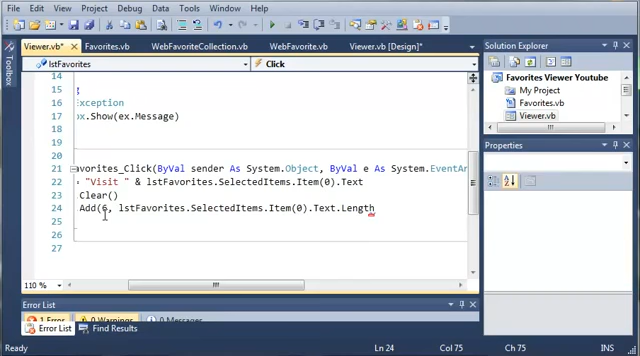 File Edit View Project Build Debug Team Data Tools Window Help
Viewer.vb* Favorites.vb WebFavoriteCollection.vb WebFavorite.vb Viewer.vb [Design]*
Toolbox
lstFavorites Click
14
15
16 xception
17 ox.Show(ex.Message)
20
21 avorites_Click(ByVal sender As System.Object, ByVal e As System.EventAr
22 = "Visit " & lstFavorites.SelectedItems.Item(0).Text
23 Clear()
24 Add(6, lstFavorites.SelectedItems.Item(0).Text.Length
25
26
27
110 %
Solution Explorer
Favorites Viewer Youtube
My Project
Favorites.vb
Viewer.vb
Properties
Error List
1 Error 0 Warnings 0 Messages
Error List Find Results
Ready Ln 24 Col 75 Ch 75 INS